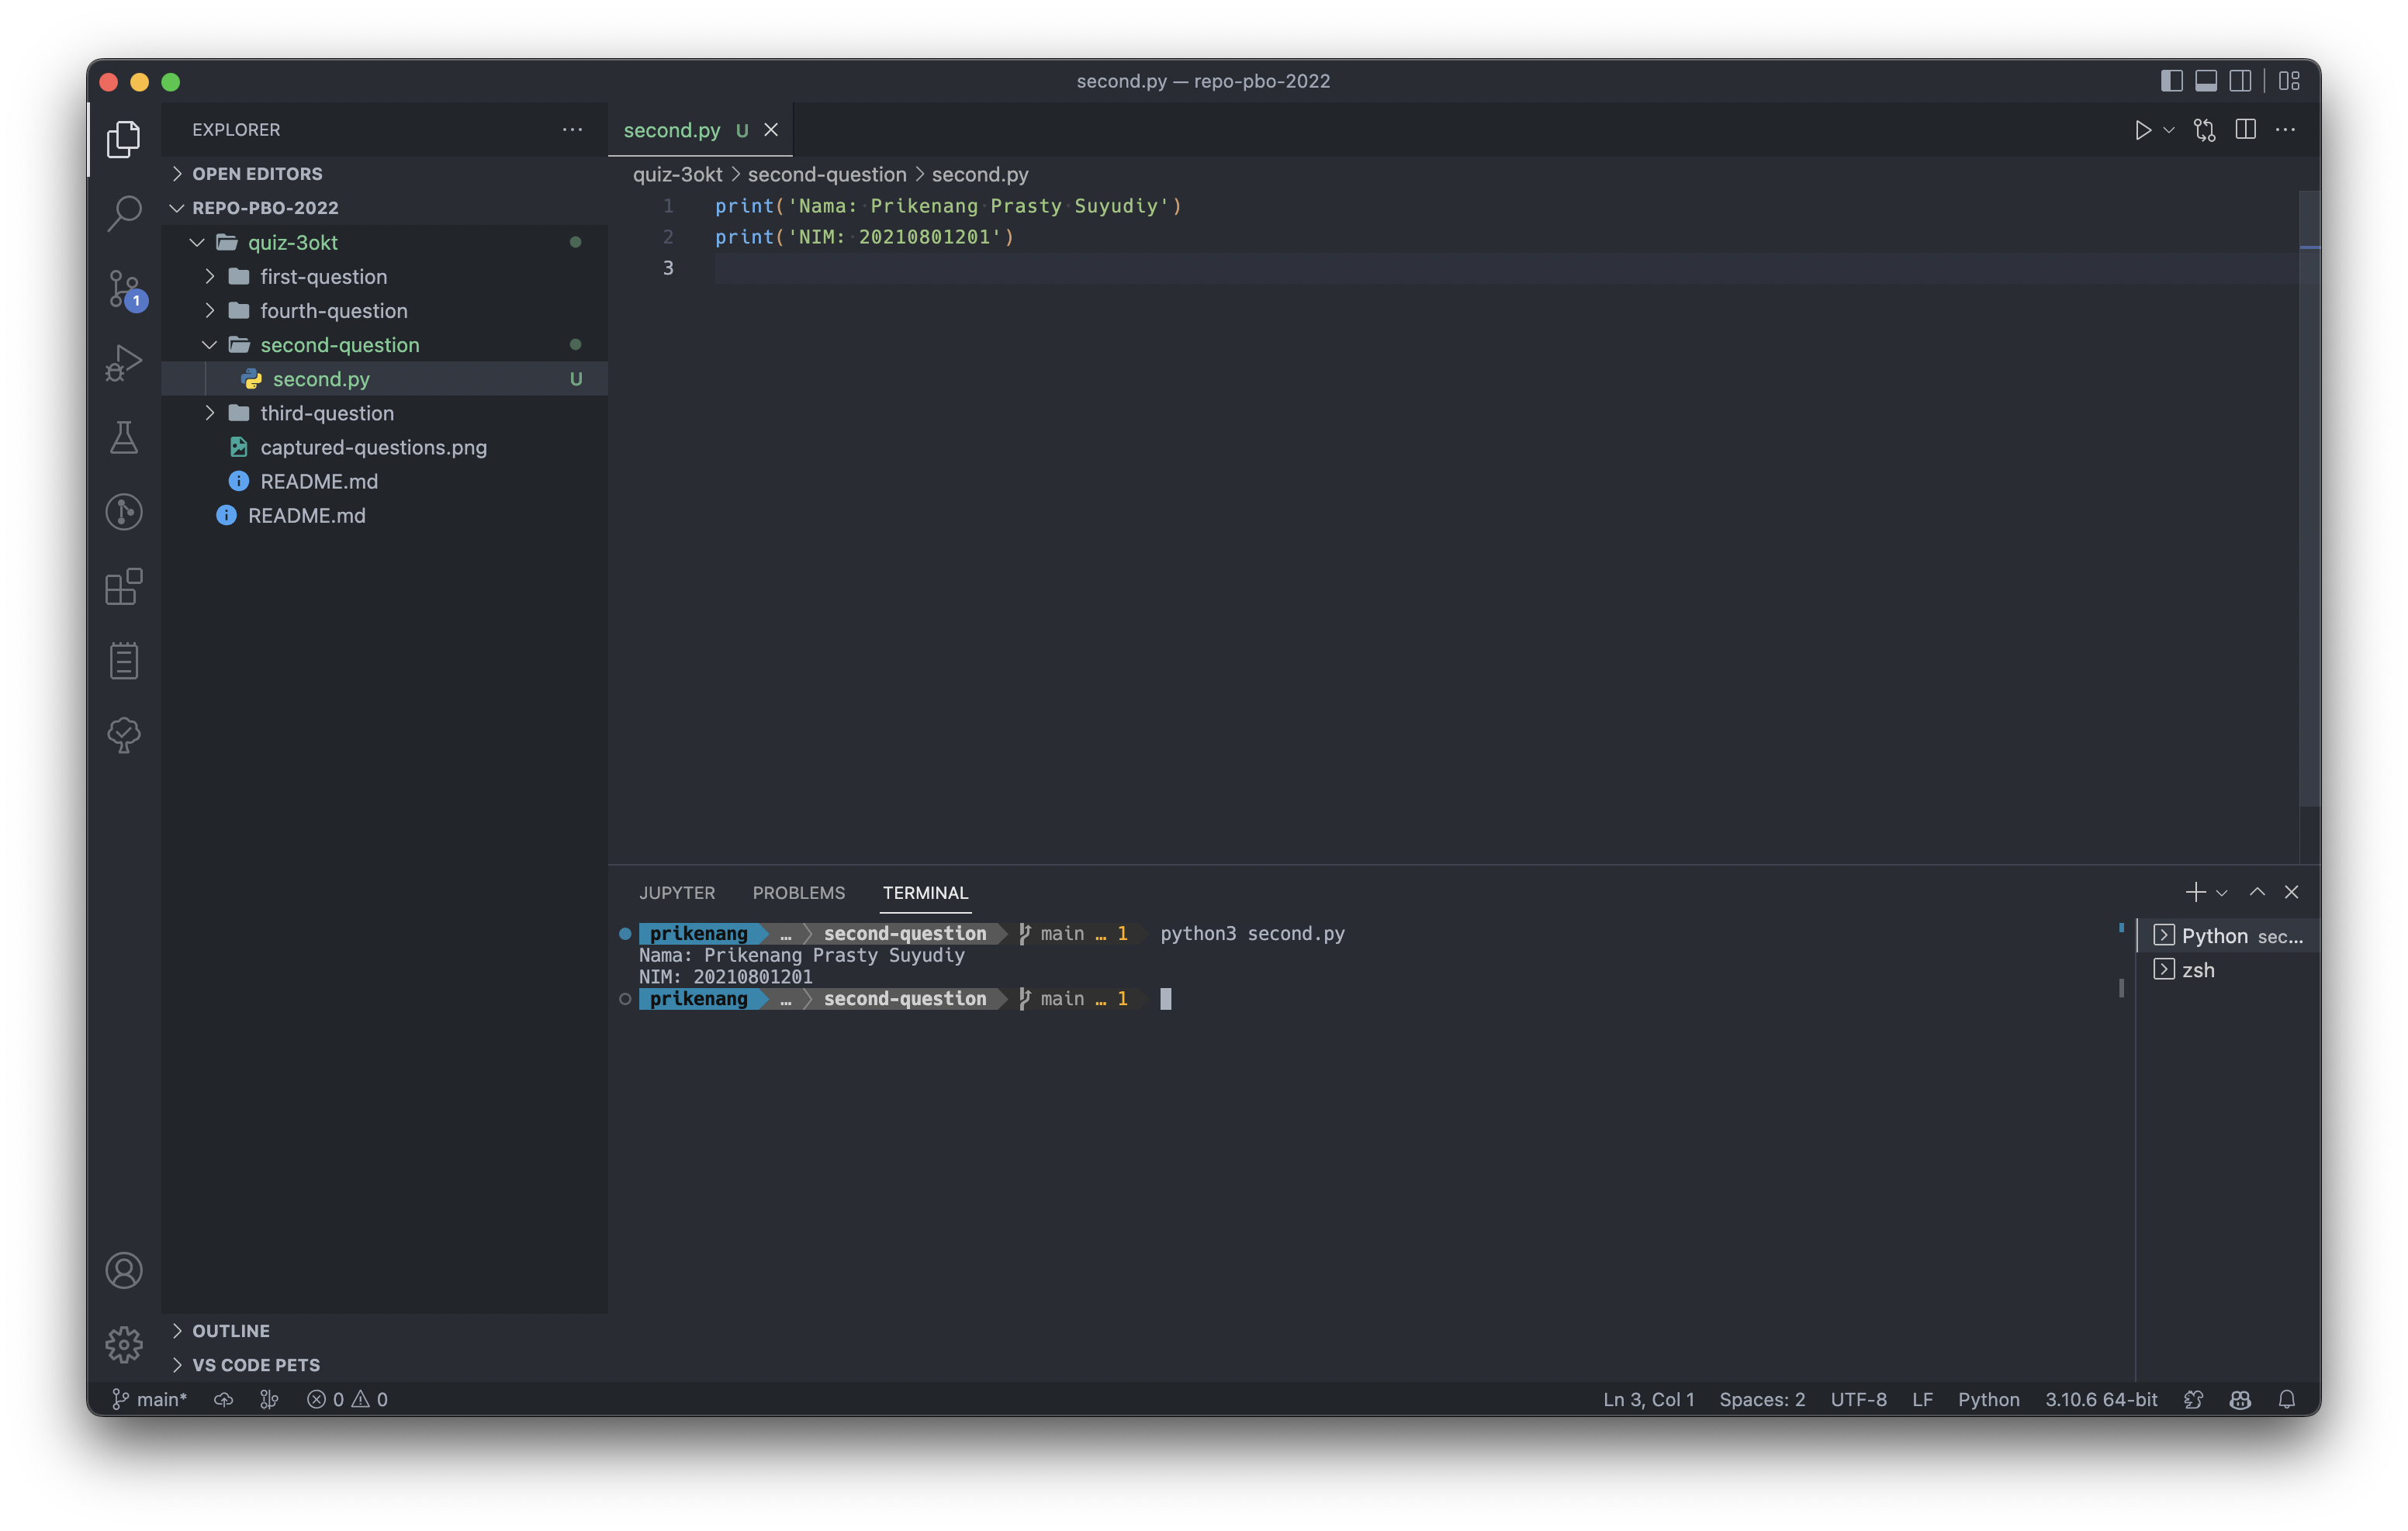 second.py — repo-pbo-2022
EXPLORER
OPEN EDITORS
REPO-PBO-2022
quiz-3okt
first-question
fourth-question
second-question
second.py U
third-question
captured-questions.png
README.md
README.md
OUTLINE
VS CODE PETS
1
second.py U
quiz-3okt > second-question > second.py
1 print('Nama: Prikenang Prasty Suyudiy')
2 print('NIM: 20210801201')
3
JUPYTER PROBLEMS TERMINAL
prikenang … second-question main … 1 python3 second.py
Nama: Prikenang Prasty Suyudiy
NIM: 20210801201
prikenang … second-question main … 1
Python sec...
zsh
main* 0 0 Ln 3, Col 1 Spaces: 2 UTF-8 LF Python 3.10.6 64-bit